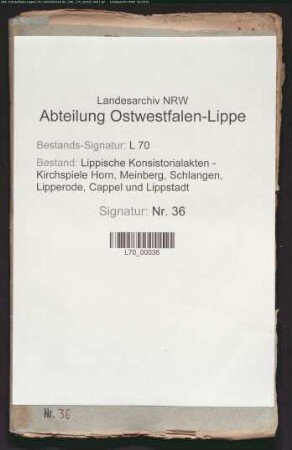 Landesarchiv NRW
Abteilung Ostwestfalen-Lippe
Bestands-Signatur: L 70
Bestand: Lippische Konsistorialakten -
Kirchspiele Horn, Meinberg, Schlangen,
Lipperode, Cappel und Lippstadt
Signatur: Nr. 36
L70_00036
Nr. 36